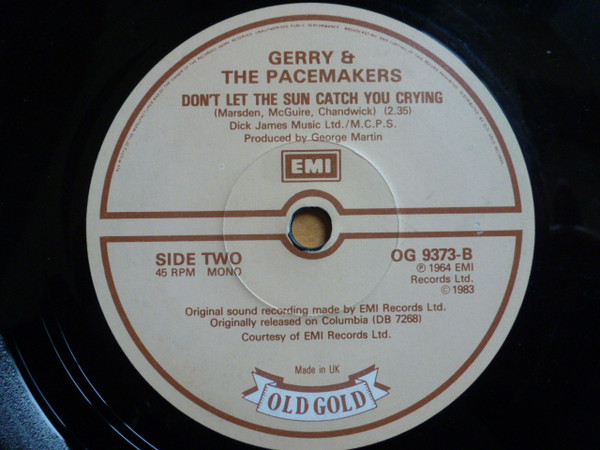 GERRY &
THE PACEMAKERS
DON'T LET THE SUN CATCH YOU CRYING
(Marsden, McGuire, Chandwick) (2.35)
Dick James Music Ltd./M.C.P.S.
Produced by George Martin
EMI
SIDE TWO
45 RPM MONO
OG 9373-B
℗ 1964 EMI
Records Ltd.
© 1983
Original sound recording made by EMI Records Ltd.
Originally released on Columbia (DB 7268)
Courtesy of EMI Records Ltd.
Made in UK
OLD GOLD